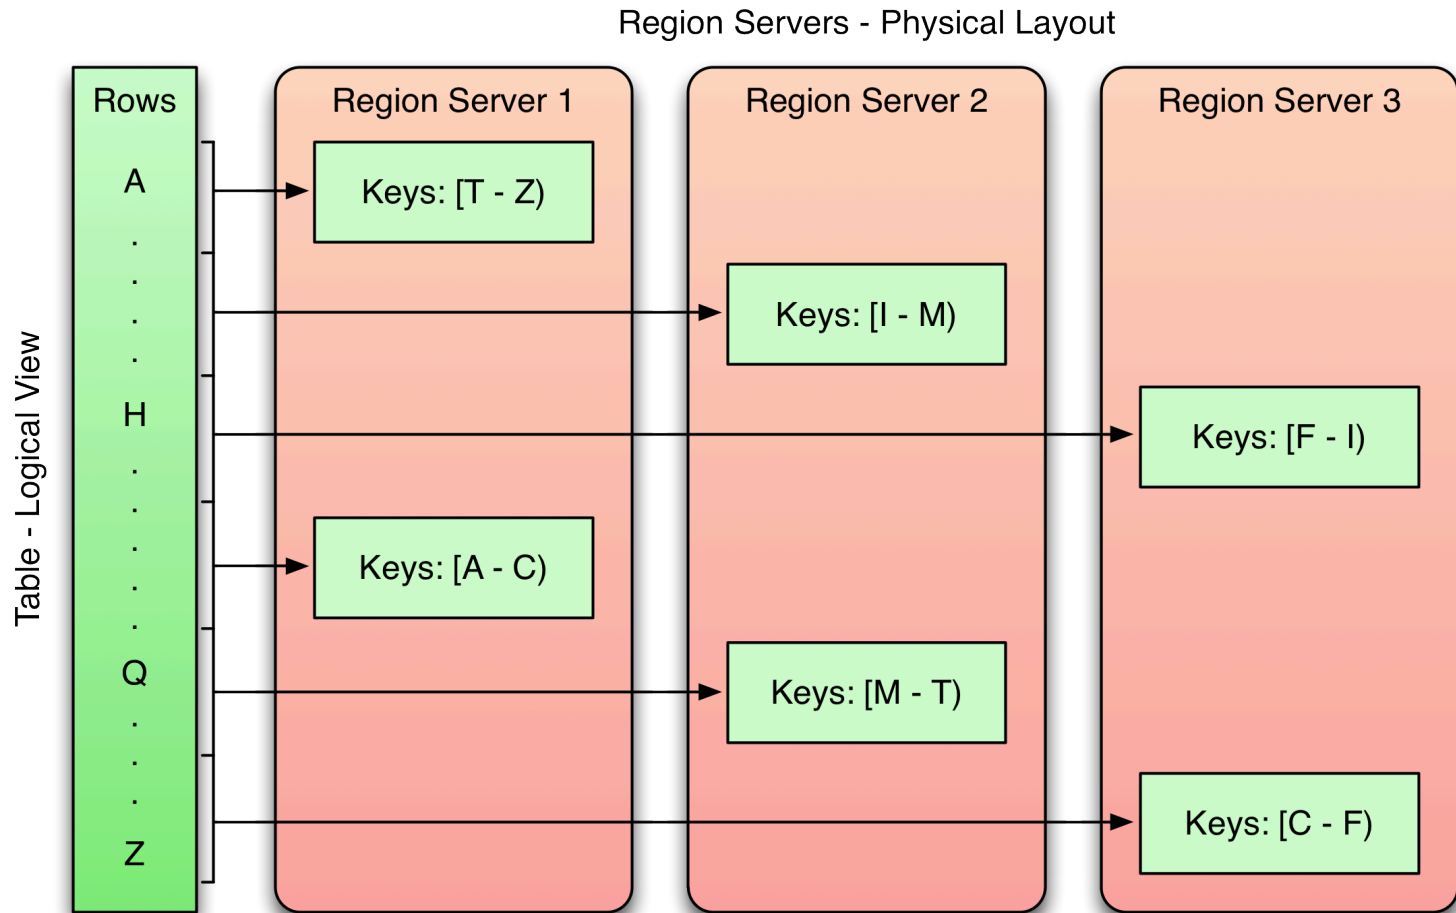 Region Servers - Physical Layout
Table - Logical View
Rows
A
.
.
.
.
H
.
.
.
.
.
Q
.
.
.
Z
Region Server 1
Keys: [T - Z)
Keys: [A - C)
Region Server 2
Keys: [I - M)
Keys: [M - T)
Region Server 3
Keys: [F - I)
Keys: [C - F)